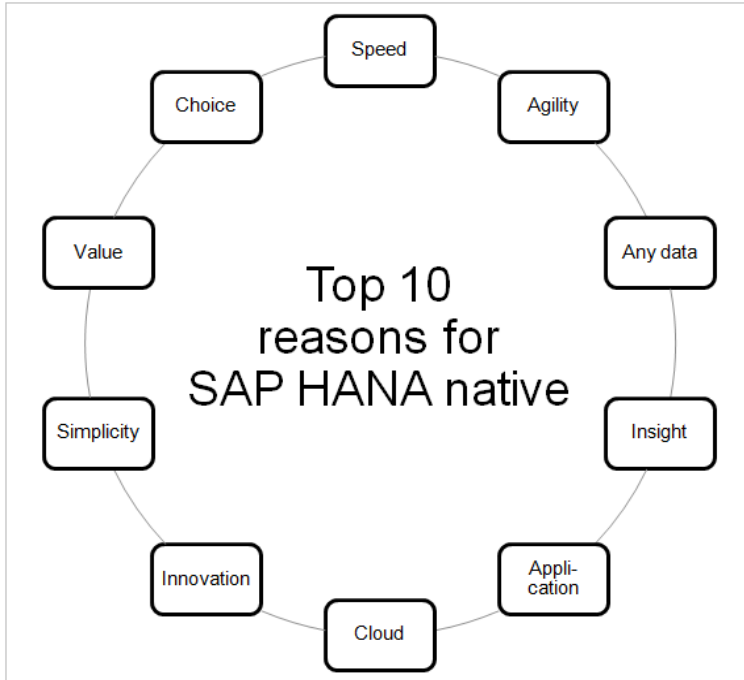 Speed
Agility
Any data
Insight
Appli-
cation
Cloud
Innovation
Simplicity
Value
Choice
Top 10
reasons for
SAP HANA native